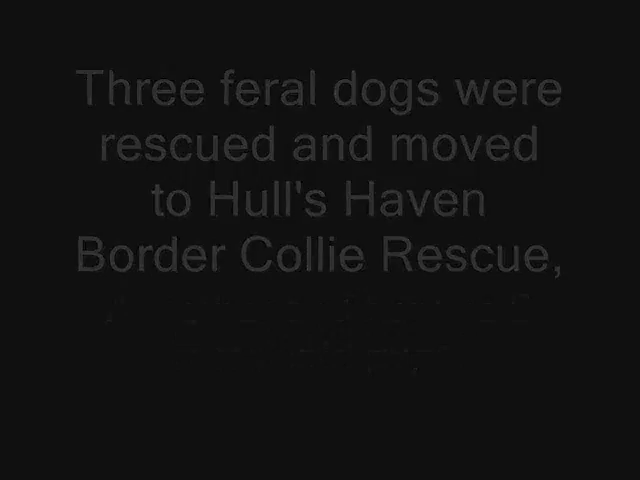 Three feral dogs were
rescued and moved
to Hull's Haven
Border Collie Rescue,